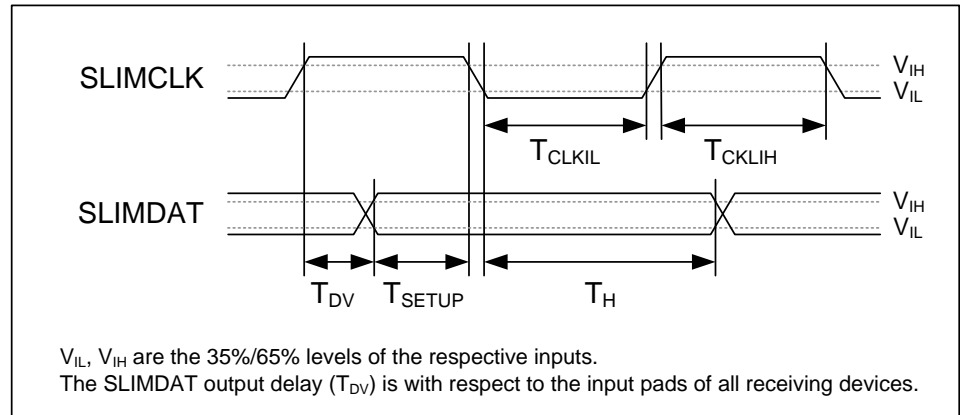 SLIMCLK
VIH
VIL
TCLKIL
TCKLIH
SLIMDAT
VIH
VIL
TDV
TSETUP
TH
VIL, VIH are the 35%/65% levels of the respective inputs.
The SLIMDAT output delay (TDV) is with respect to the input pads of all receiving devices.